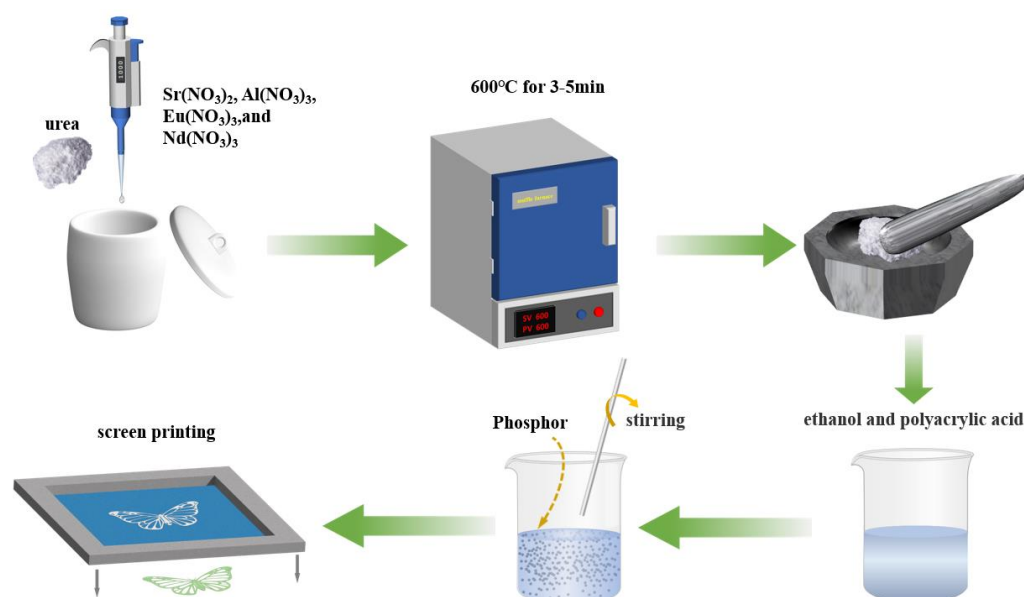 urea
1000
Sr(NO₃)₂, Al(NO₃)₃,
Eu(NO₃)₃,and
Nd(NO₃)₃
600°C for 3-5min
SV 600
PV 600
ethanol and polyacrylic acid
Phosphor
stirring
screen printing